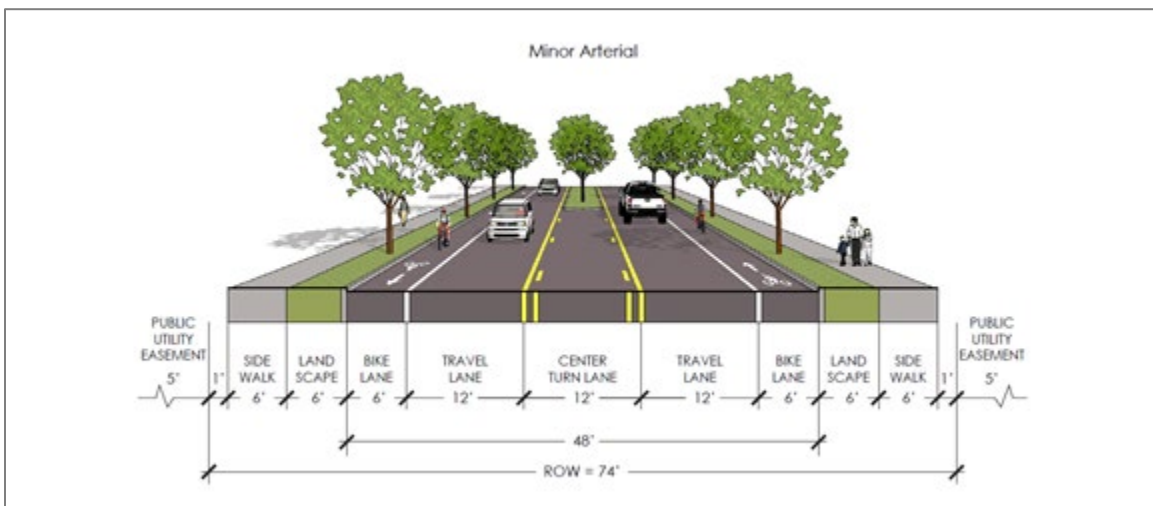 Minor Arterial
PUBLIC
UTILITY
EASEMENT
5'
1'
SIDE
WALK
6'
LAND
SCAPE
6'
BIKE
LANE
6'
TRAVEL
LANE
12'
CENTER
TURN LANE
12'
TRAVEL
LANE
12'
BIKE
LANE
6'
LAND
SCAPE
6'
SIDE
WALK
6'
1'
PUBLIC
UTILITY
EASEMENT
5'
48'
ROW = 74'